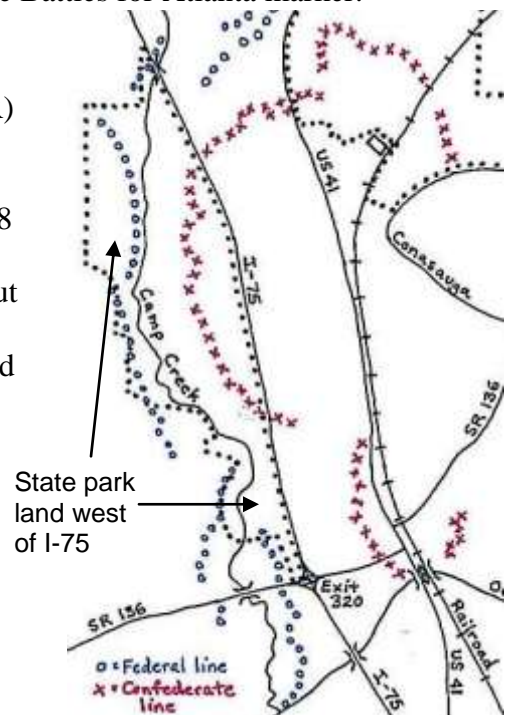 e Battles for Atlanta marker.
)
8
ut
d
US 41
I-75
Conasauga
Camp Creek
SR 136
State park
land west
of I-75
Exit
320
SR 136
Railroad
US 41
I-75
o = Federal line
x = Confederate
line